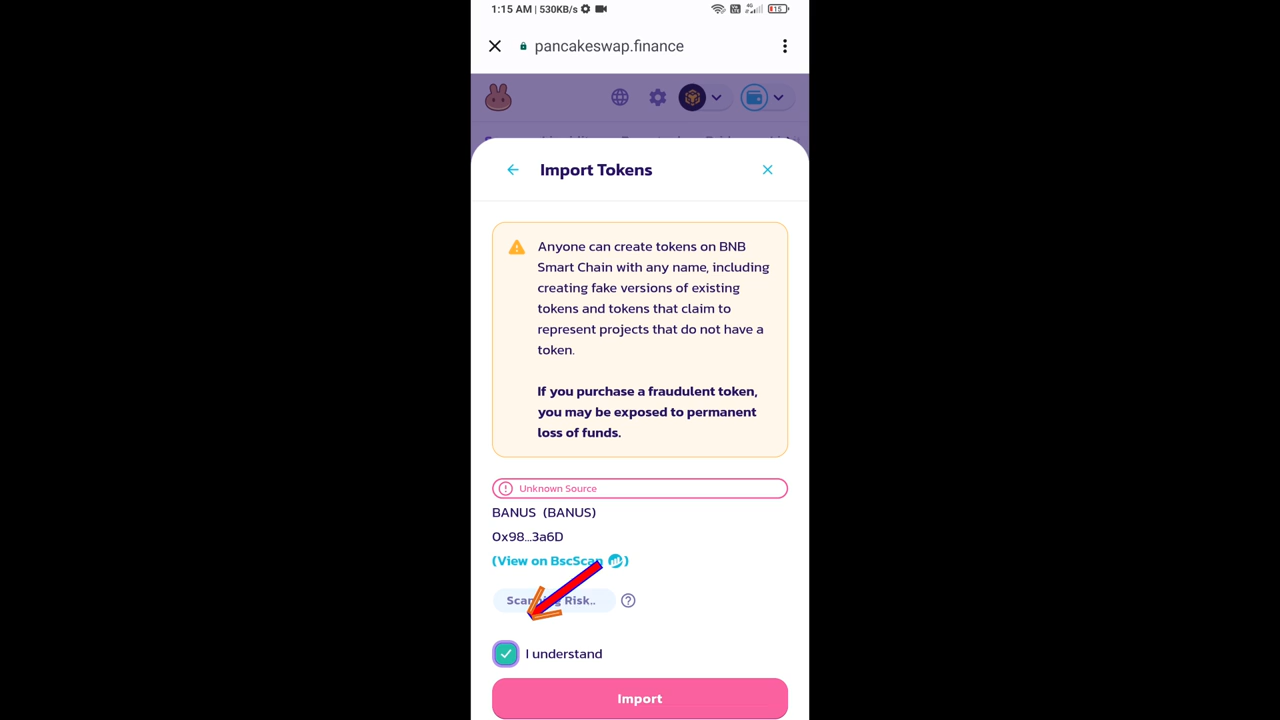 1:15 AM | 530KB/s
4G
15
pancakeswap.finance
Import Tokens
Anyone can create tokens on BNB
Smart Chain with any name, including
creating fake versions of existing
tokens and tokens that claim to
represent projects that do not have a
token.
If you purchase a fraudulent token,
you may be exposed to permanent
loss of funds.
Unknown Source
BANUS (BANUS)
0x98...3a6D
(View on BscScan)
Scanning Risk..
I understand
Import